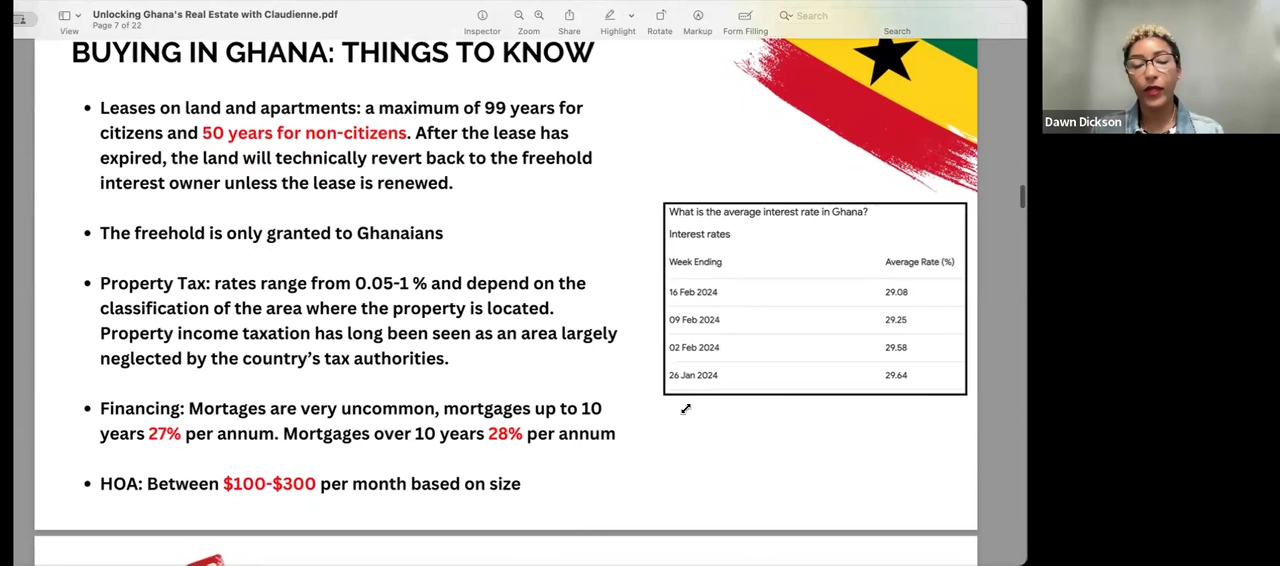 Unlocking Ghana's Real Estate with Claudienne.pdf
Page 7 of 22
View
Inspector
Zoom
Share
Highlight
Rotate
Markup
Form Filling
Search
Search
BUYING IN GHANA: THINGS TO KNOW
• Leases on land and apartments: a maximum of 99 years for
citizens and 50 years for non-citizens. After the lease has
expired, the land will technically revert back to the freehold
interest owner unless the lease is renewed.
• The freehold is only granted to Ghanaians
• Property Tax: rates range from 0.05-1 % and depend on the
classification of the area where the property is located.
Property income taxation has long been seen as an area largely
neglected by the country's tax authorities.
• Financing: Mortages are very uncommon, mortgages up to 10
years 27% per annum. Mortgages over 10 years 28% per annum
• HOA: Between $100-$300 per month based on size
What is the average interest rate in Ghana?
Interest rates
Week Ending Average Rate (%)
16 Feb 2024 29.08
09 Feb 2024 29.25
02 Feb 2024 29.58
26 Jan 2024 29.64
Dawn Dickson